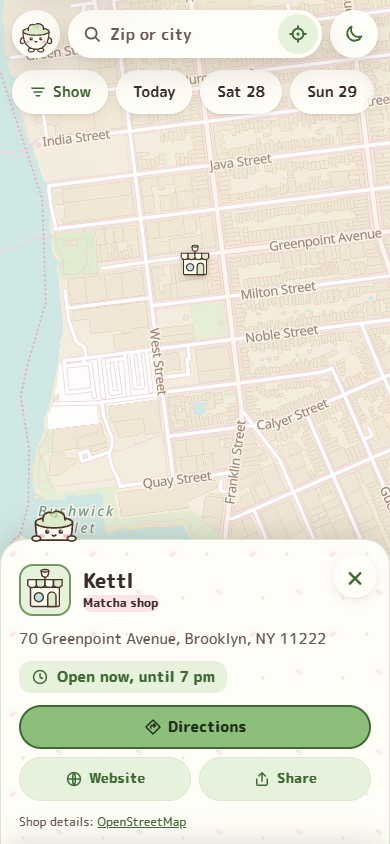 Zip or city
Green St
Show
Today
Sat 28
Sun 29
India Street
Java Street
Greenpoint Avenue
Milton Street
Noble Street
West Street
Calyer Street
Franklin Street
Quay Street
Kettl
Matcha shop
70 Greenpoint Avenue, Brooklyn, NY 11222
Open now, until 7 pm
Directions
Website
Share
Shop details: OpenStreetMap